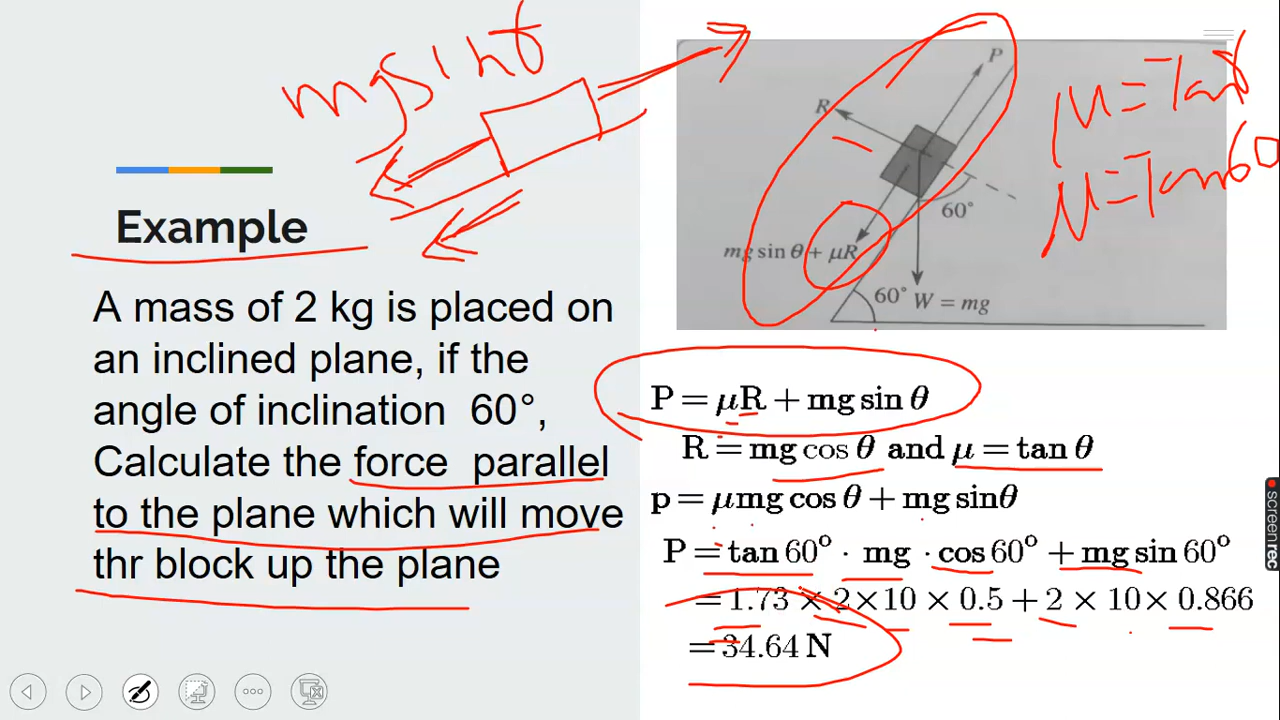 mgsinθ
Example
A mass of 2 kg is placed on
an inclined plane, if the
angle of inclination 60°,
Calculate the force parallel
to the plane which will move
thr block up the plane
P
R
60°
mg sin θ + μR
60°
W = mg
μ = Tanθ
μ = Tan60
P = μR + mg sin θ
R = mg cos θ and μ = tan θ
p = μmg cos θ + mg sinθ
P = tan 60° · mg · cos 60° + mg sin 60°
= 1.73 × 2 × 10 × 0.5 + 2 × 10 × 0.866
= 34.64 N
screenrec